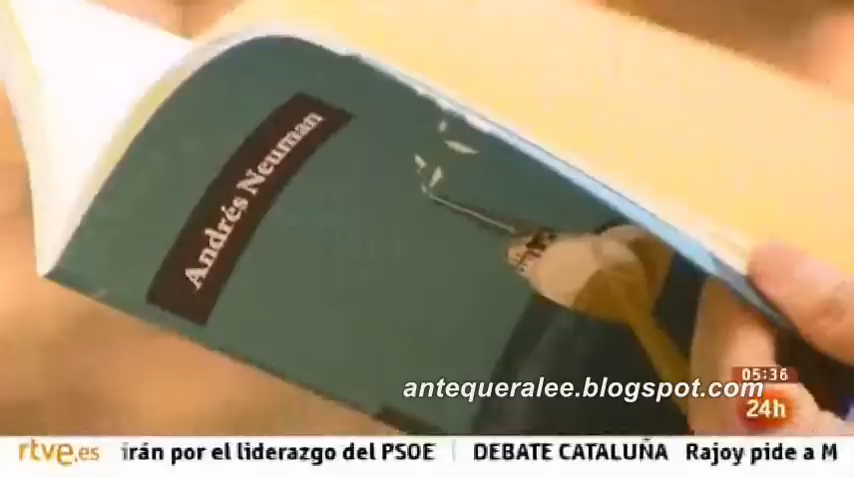 Andrés Neuman
antequeralee.blogspot.com
05:36
24h
rtve.es irán por el liderazgo del PSOE DEBATE CATALUÑA Rajoy pide a M